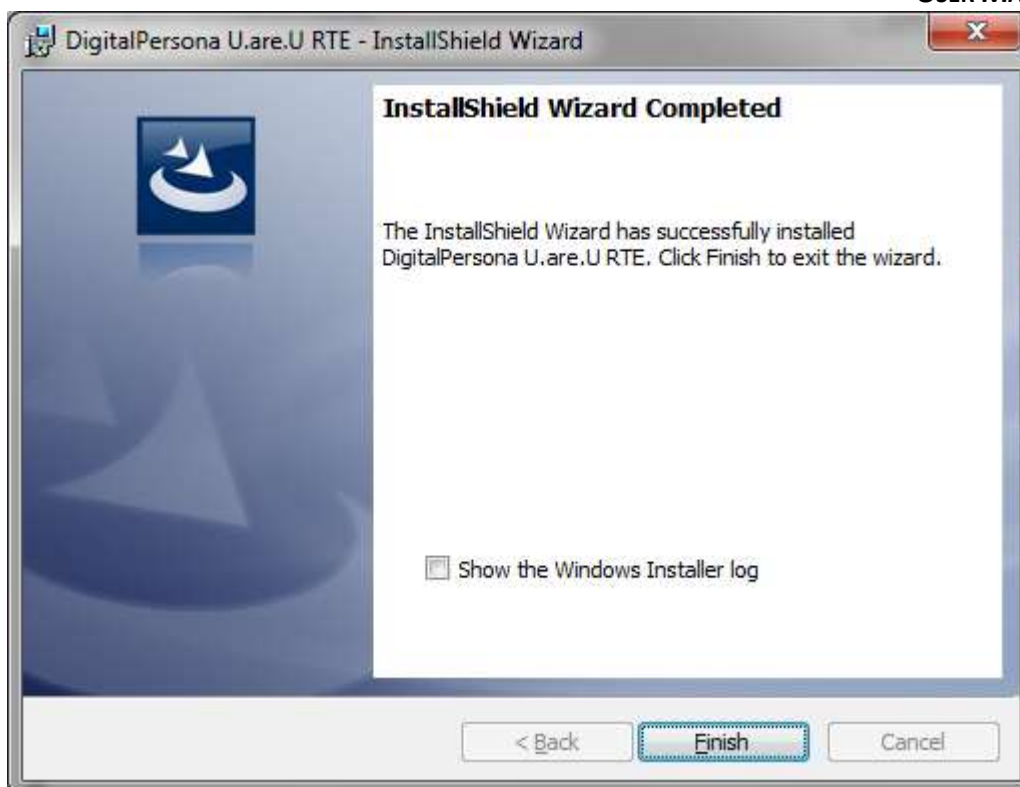 DigitalPersona U.are.U RTE - InstallShield Wizard
InstallShield Wizard Completed
The InstallShield Wizard has successfully installed
DigitalPersona U.are.U RTE. Click Finish to exit the wizard.
Show the Windows Installer log
< Back
Finish
Cancel